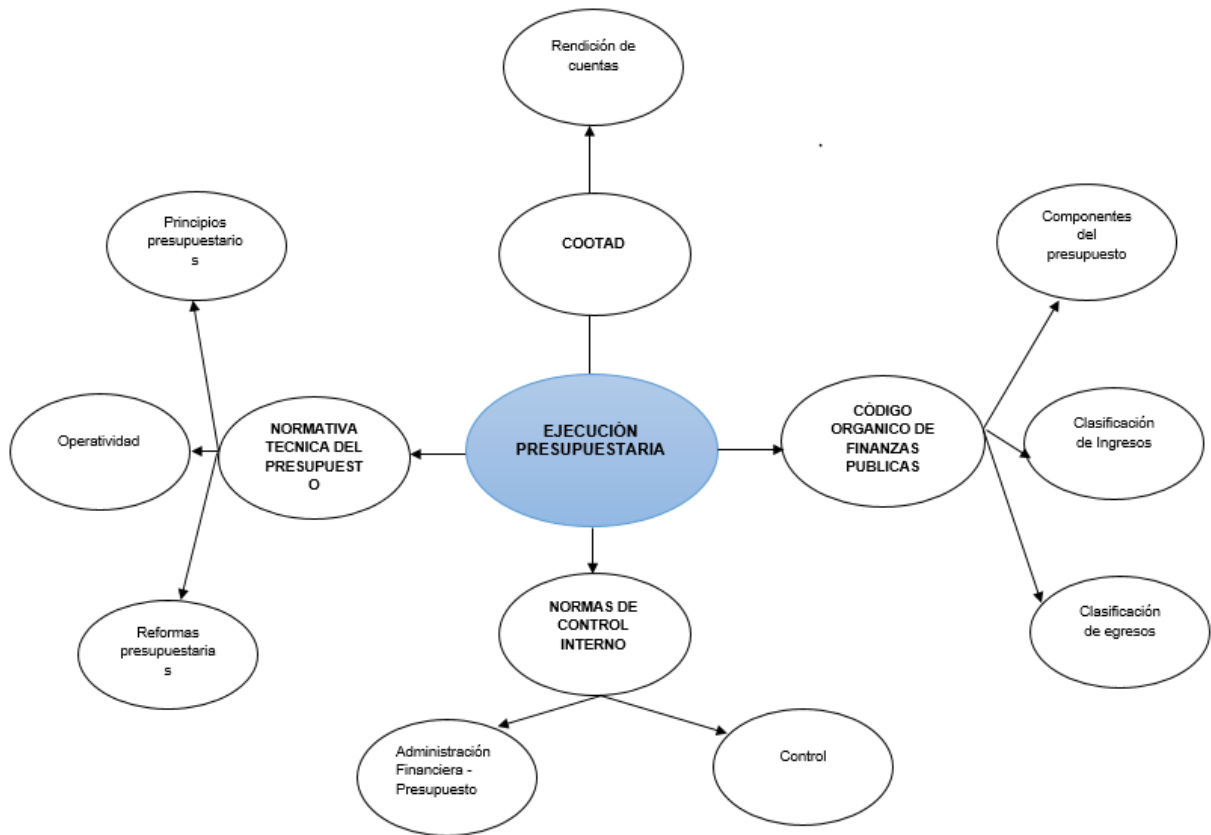 Rendición de
cuentas
Principios
presupuestario
s
COOTAD
Componentes
del
presupuesto
Operatividad
NORMATIVA
TECNICA DEL
PRESUPUEST
O
EJECUCIÓN
PRESUPUESTARIA
CÓDIGO
ORGANICO DE
FINANZAS
PUBLICAS
Clasificación
de Ingresos
Reformas
presupuestaria
s
NORMAS DE
CONTROL
INTERNO
Clasificación
de egresos
Administración
Financiera -
Presupuesto
Control